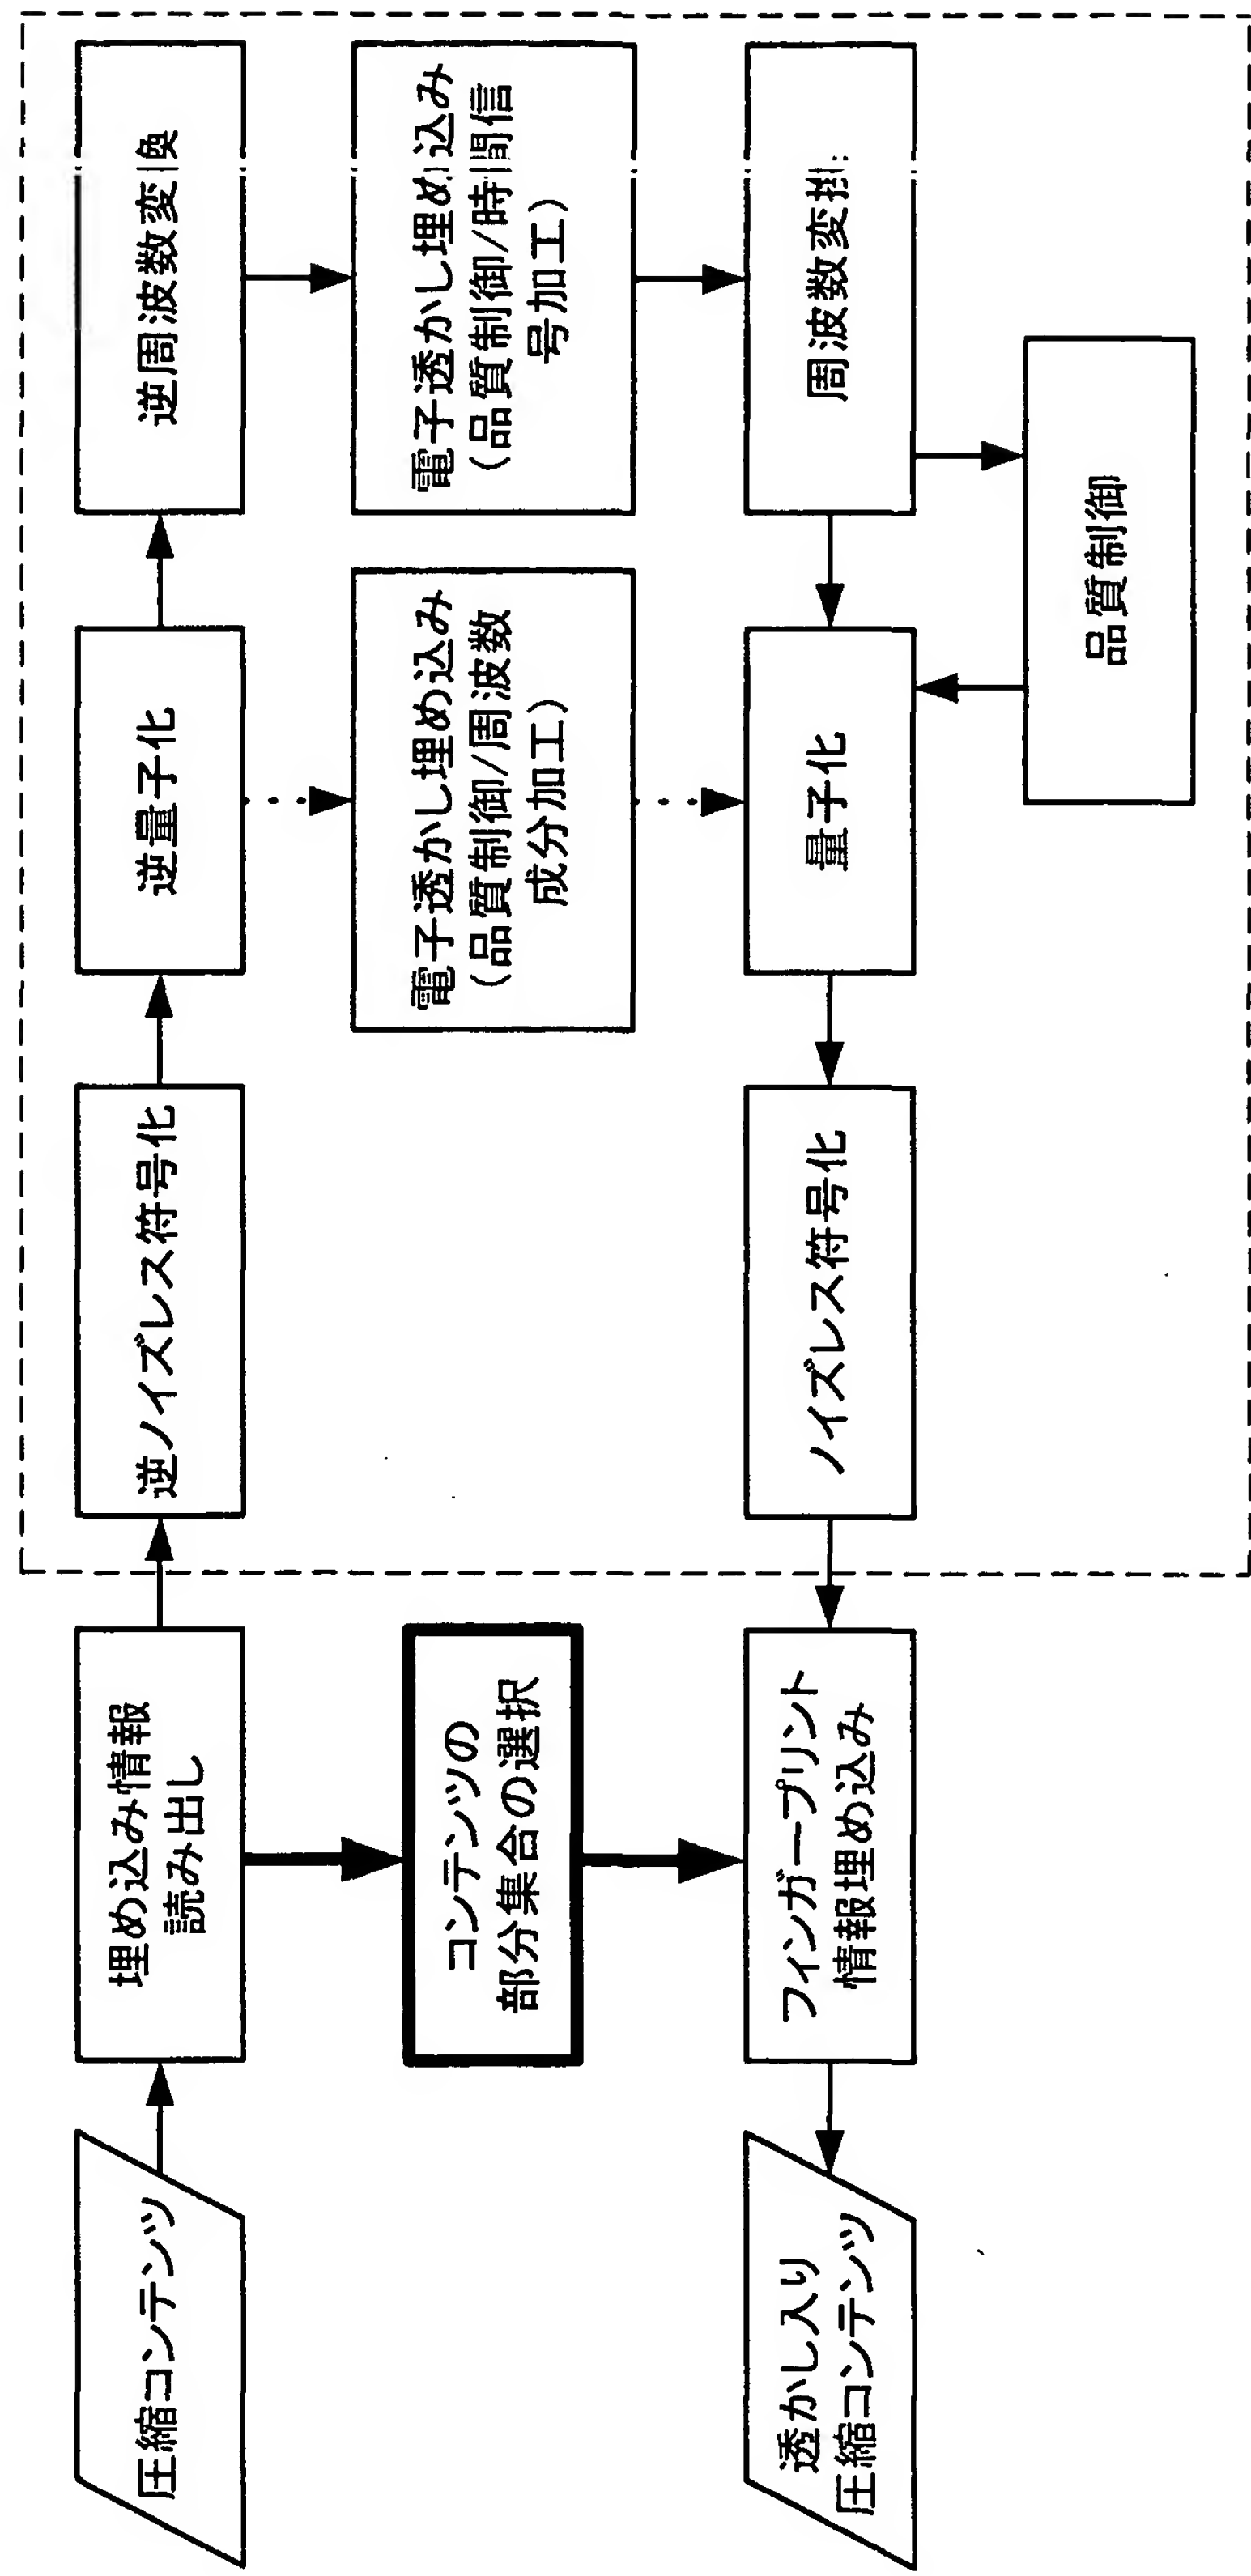 圧縮コンテンツ
埋め込み情報
読み出し
逆ノイズレス符号化
逆量子化
逆周波数変換
コンテンツの
部分集合の選択
電子透かし埋め込み
(品質制御/周波数
成分加工)
電子透かし埋め込み
(品質制御/時間信
号加工)
透かし入り
圧縮コンテンツ
フィンガープリント
情報埋め込み
ノイズレス符号化
量子化
周波数変換
品質制御